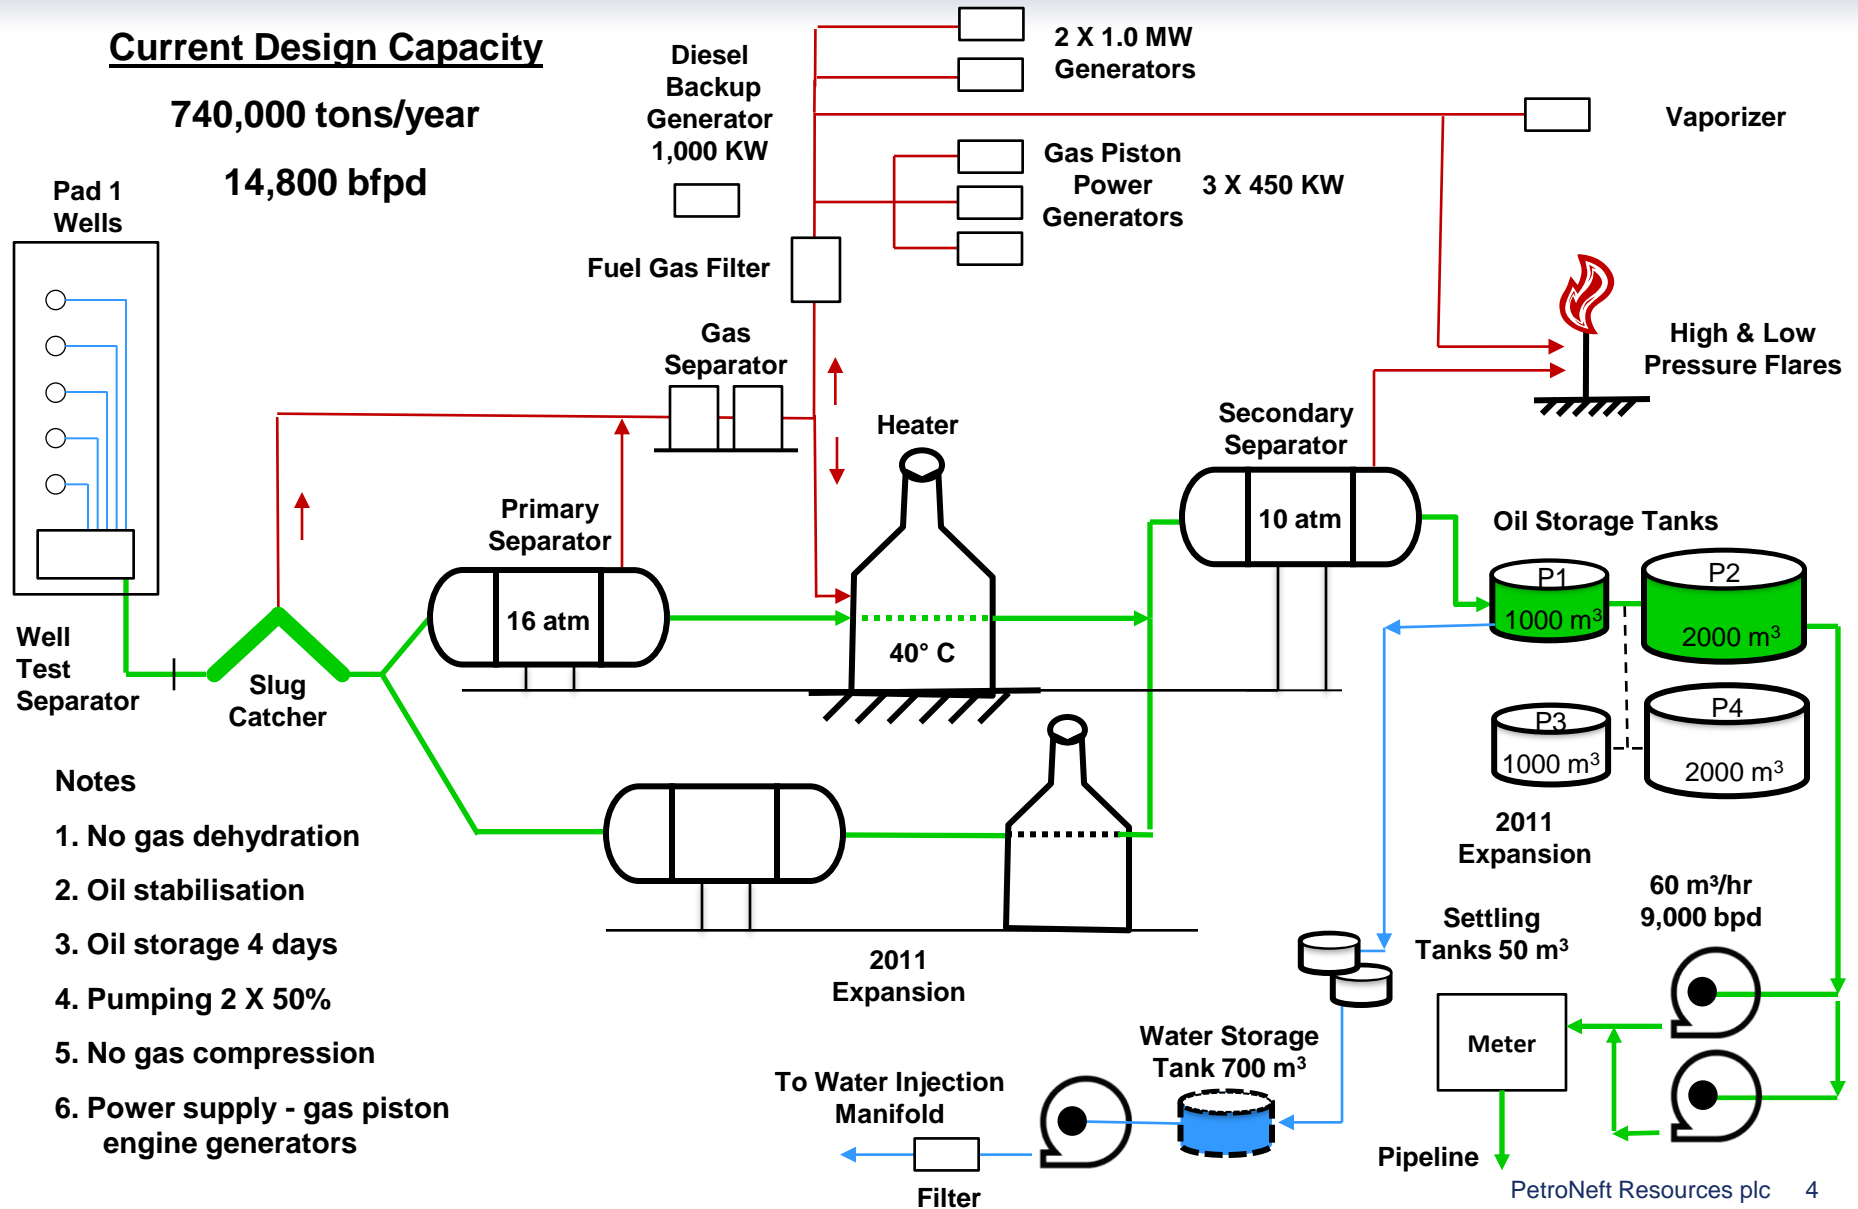 Current Design Capacity
740,000 tons/year
14,800 bfpd
Diesel
Backup
Generator
1,000 KW
2 X 1.0 MW
Generators
Vaporizer
Gas Piston
Power
Generators
3 X 450 KW
Pad 1
Wells
Fuel Gas Filter
Gas
Separator
High & Low
Pressure Flares
Heater
Secondary
Separator
10 atm
Primary
Separator
16 atm
40° C
Oil Storage Tanks
P1
1000 m³
P2
2000 m³
P3
1000 m³
P4
2000 m³
2011
Expansion
Well
Test
Separator
Slug
Catcher
Notes
1. No gas dehydration
2. Oil stabilisation
3. Oil storage 4 days
4. Pumping 2 X 50%
5. No gas compression
6. Power supply - gas piston
engine generators
2011
Expansion
60 m³/hr
9,000 bpd
Settling
Tanks 50 m³
Meter
Water Storage
Tank 700 m³
To Water Injection
Manifold
Filter
Pipeline
PetroNeft Resources plc 4